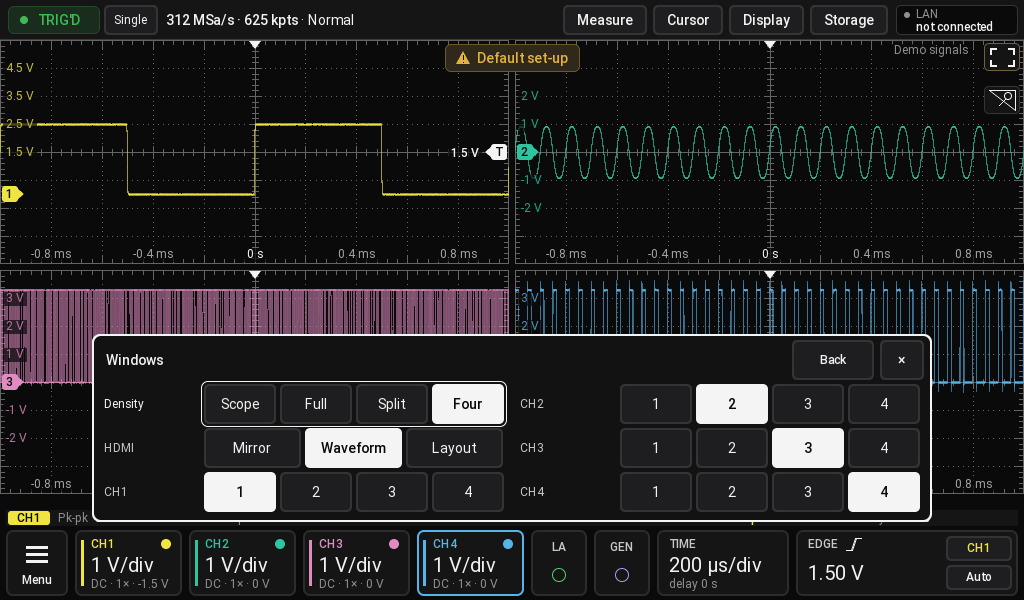 TRIG'D Single 312 MSa/s · 625 kpts · Normal Measure Cursor Display Storage LAN
not connected
Default set-up Demo signals
4.5 V
3.5 V
2.5 V
1.5 V
1
1.5 V T
-0.8 ms -0.4 ms 0 s 0.4 ms 0.8 ms
2 V
1 V
2
-1 V
-2 V
-0.8 ms -0.4 ms 0 s 0.4 ms 0.8 ms
3 V
2 V
1 V
3
-1 V
-2 V
-0.8 ms
3 V
2 V
0.8 ms
Windows Back ×
Density Scope Full Split Four CH2 1 2 3 4
HDMI Mirror Waveform Layout CH3 1 2 3 4
CH1 1 2 3 4 CH4 1 2 3 4
CH1 Pk-pk
Menu
CH1
1 V/div
DC · 1× · -1.5 V
CH2
1 V/div
DC · 1× · 0 V
CH3
1 V/div
DC · 1× · 0 V
CH4
1 V/div
DC · 1× · 0 V
LA
GEN
TIME
200 µs/div
delay 0 s
EDGE
1.50 V
CH1
Auto